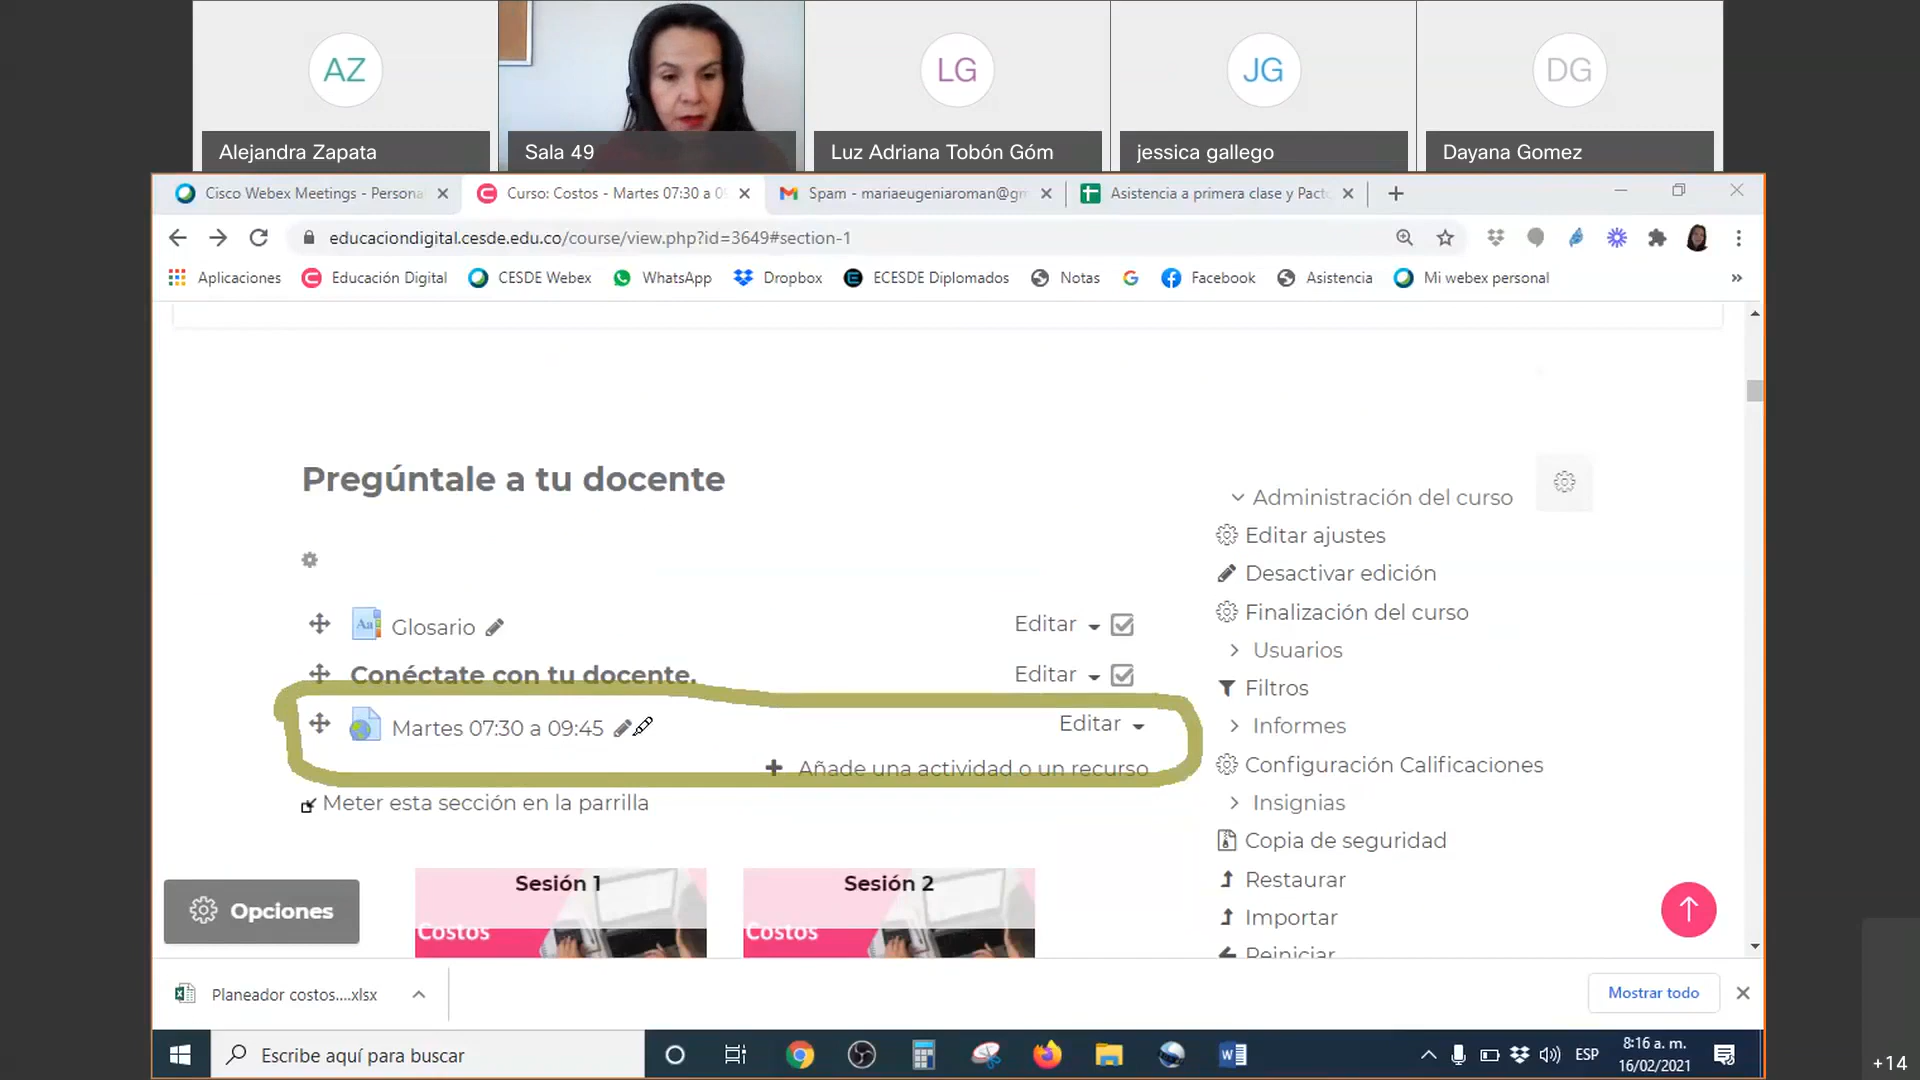 AZ
LG
JG
DG
Alejandra Zapata
Sala 49
Luz Adriana Tobón Góm
jessica gallego
Dayana Gomez
Cisco Webex Meetings - Persona
Curso: Costos - Martes 07:30 a 0
Spam - mariaeugeniaroman@gm
Asistencia a primera clase y Pact
educaciondigital.cesde.edu.co/course/view.php?id=3649#section-1
Aplicaciones
Educación Digital
CESDE Webex
WhatsApp
Dropbox
ECESDE Diplomados
Notas
Facebook
Asistencia
Mi webex personal
»
Pregúntale a tu docente
Glosario
Editar
Conéctate con tu docente.
Editar
Martes 07:30 a 09:45
Editar
Añade una actividad o un recurso
Meter esta sección en la parrilla
Administración del curso
Editar ajustes
Desactivar edición
Finalización del curso
Usuarios
Filtros
Informes
Configuración Calificaciones
Insignias
Copia de seguridad
Restaurar
Importar
Reiniciar
Opciones
Sesión 1
Costos
Sesión 2
Costos
Planeador costos....xlsx
Mostrar todo
Escribe aquí para buscar
ESP
8:16 a. m.
16/02/2021
+14